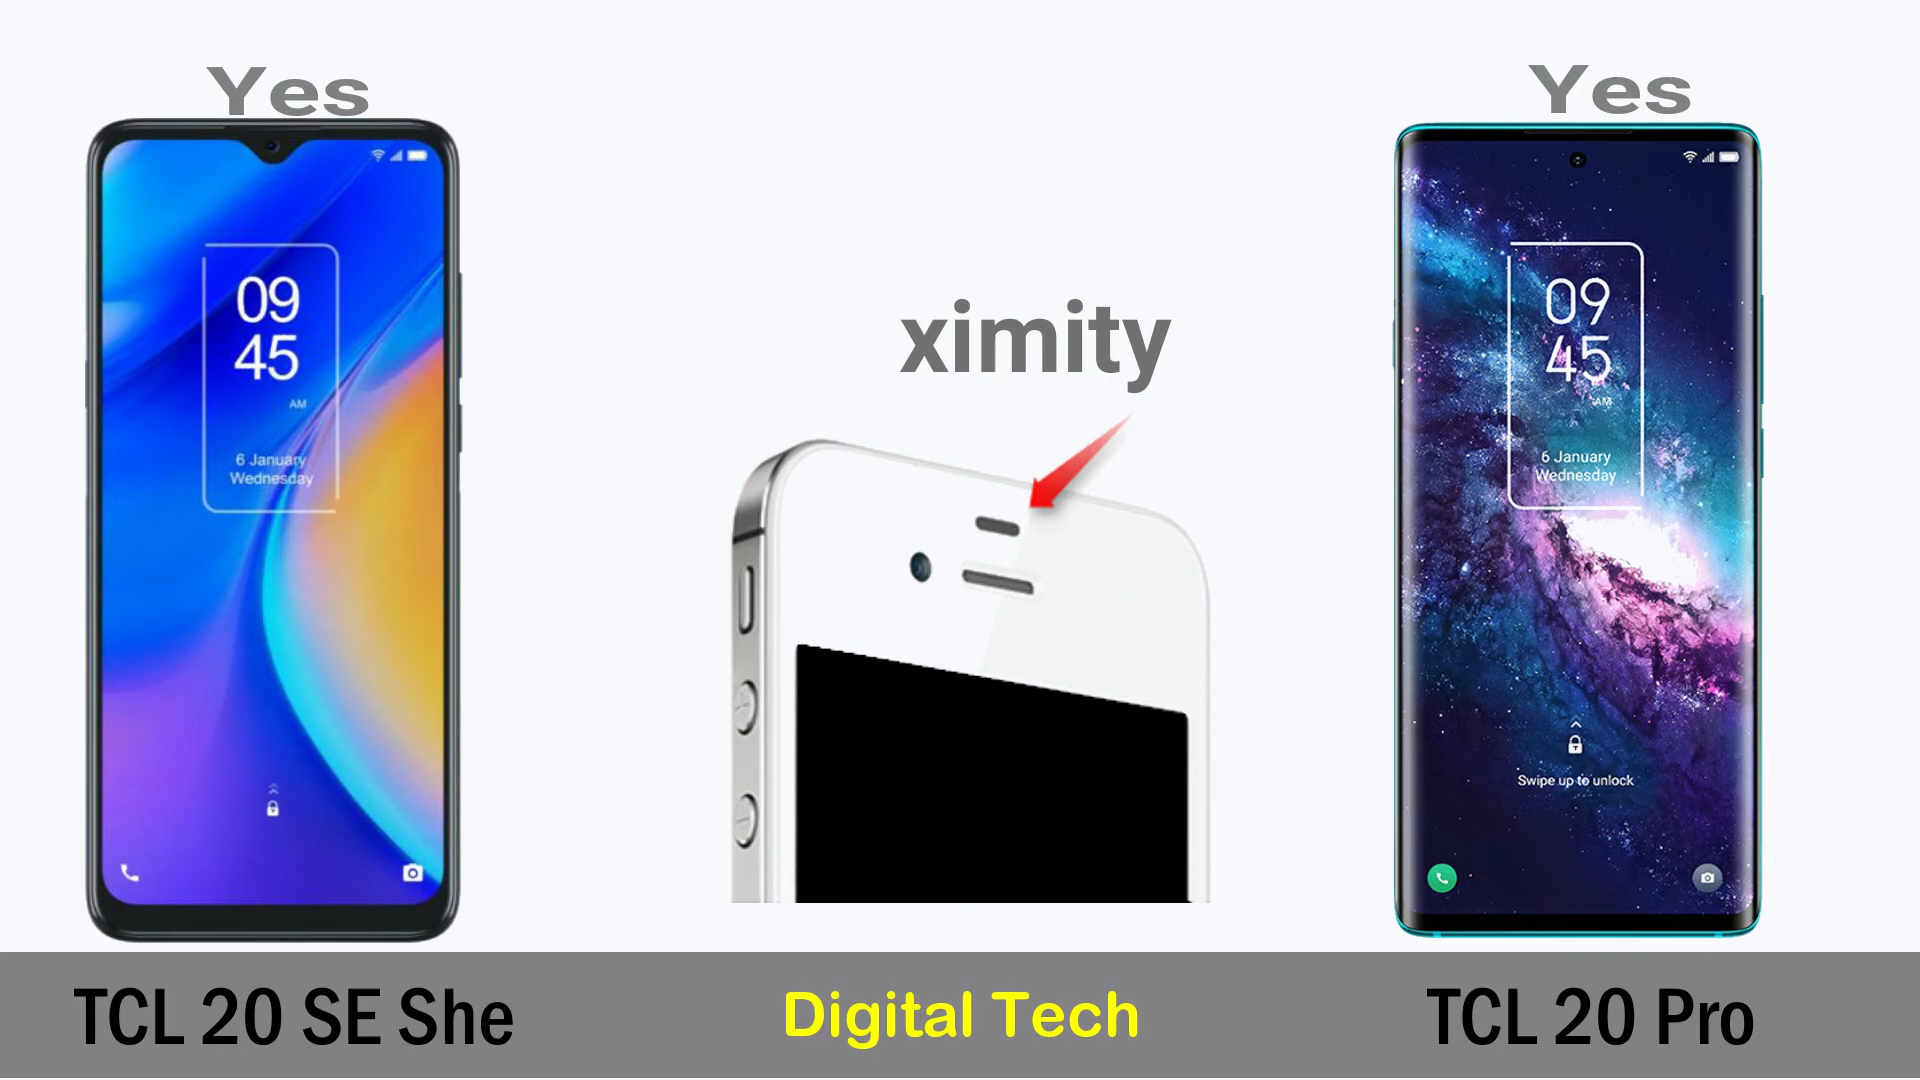 Yes
Yes
09
45
AM
6 January
Wednesday
ximity
09
45
AM
6 January
Wednesday
Swipe up to unlock
TCL 20 SE She
Digital Tech
TCL 20 Pro